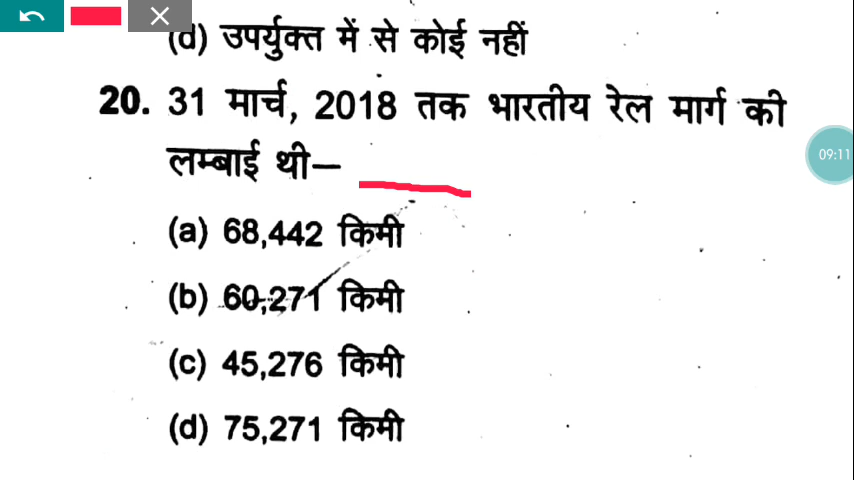 (d) उपर्युक्त में से कोई नहीं
20. 31 मार्च, 2018 तक भारतीय रेल मार्ग की
लम्बाई थी—
09:11
(a) 68,442 किमी
(b) 60,271 किमी
(c) 45,276 किमी
(d) 75,271 किमी